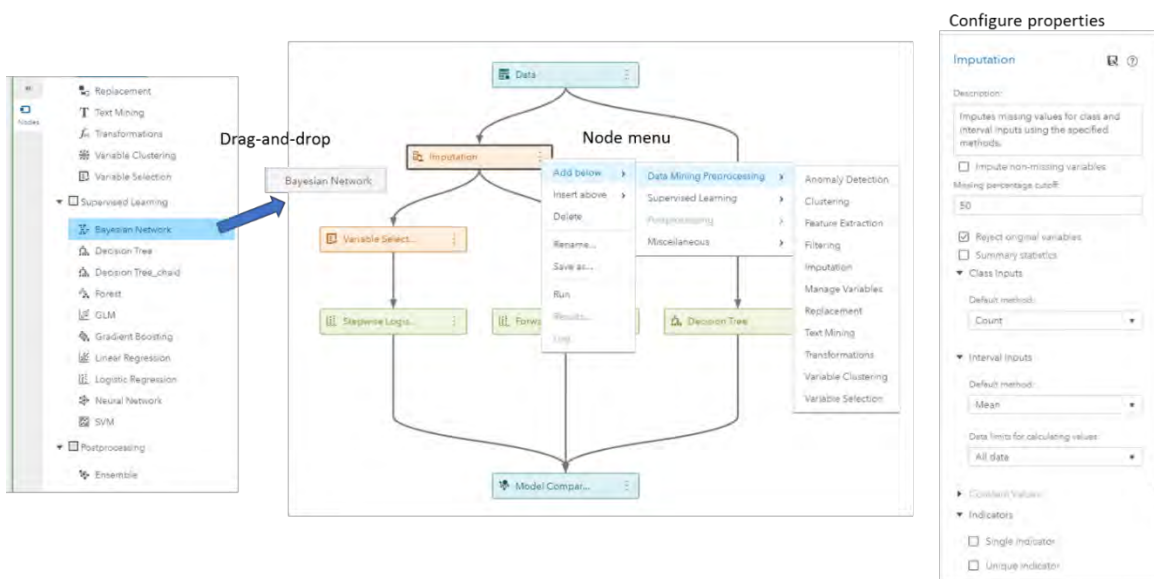 Configure properties
Replacement
Text Mining
Transformations
Variable Clustering
Variable Selection
Supervised Learning
Bayesian Network
Decision Tree
Decision Tree_chaid
Forest
GLM
Gradient Boosting
Linear Regression
Logistic Regression
Neural Network
SVM
Postprocessing
Ensemble
Nodes
Drag-and-drop
Bayesian Network
Data
Imputation
Node menu
Variable Select...
Stepwise Logis...
Forw
Decision Tree
Model Compar...
Add below
Insert above
Delete
Rename...
Save as...
Run
Results...
Log
Data Mining Preprocessing
Supervised Learning
Postprocessing
Miscellaneous
Anomaly Detection
Clustering
Feature Extraction
Filtering
Imputation
Manage Variables
Replacement
Text Mining
Transformations
Variable Clustering
Variable Selection
Imputation
Description:
Imputes missing values for class and
interval inputs using the specified
methods.
Impute non-missing variables
Missing percentage cutoff:
50
Reject original variables
Summary statistics
Class Inputs
Default method:
Count
Interval Inputs
Default method:
Mean
Data limits for calculating values:
All data
Constant Values
Indicators
Single indicator
Unique indicator